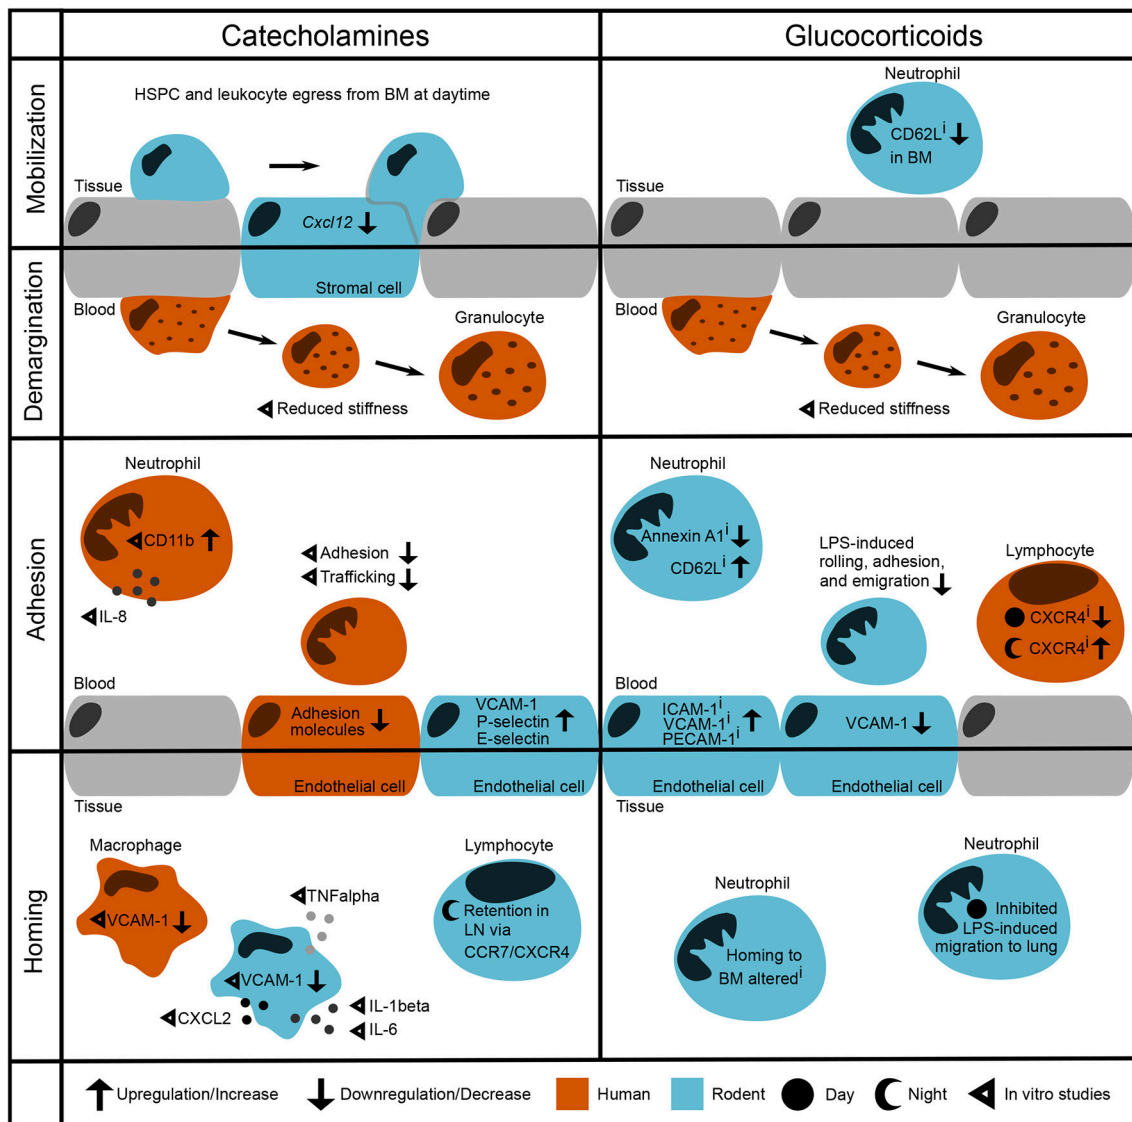 Catecholamines
Glucocorticoids
Mobilization
HSPC and leukocyte egress from BM at daytime
Tissue
Cxcl12
Neutrophil
CD62Lⁱ
in BM
Tissue
Demargination
Stromal cell
Blood
Granulocyte
Reduced stiffness
Blood
Granulocyte
Reduced stiffness
Adhesion
Neutrophil
CD11b
IL-8
Adhesion
Trafficking
Blood
Adhesion
molecules
VCAM-1
P-selectin
E-selectin
Neutrophil
Annexin A1ⁱ
CD62Lⁱ
LPS-induced
rolling, adhesion,
and emigration
Lymphocyte
CXCR4ⁱ
CXCR4ⁱ
Blood
ICAM-1ⁱ
VCAM-1ⁱ
PECAM-1ⁱ
VCAM-1
Homing
Endothelial cell
Endothelial cell
Tissue
Macrophage
VCAM-1
TNFalpha
VCAM-1
CXCL2
IL-1beta
IL-6
Lymphocyte
Retention in
LN via
CCR7/CXCR4
Endothelial cell
Endothelial cell
Tissue
Neutrophil
Homing to
BM alteredⁱ
Neutrophil
Inhibited
LPS-induced
migration to lung
Upregulation/Increase
Downregulation/Decrease
Human
Rodent
Day
Night
In vitro studies